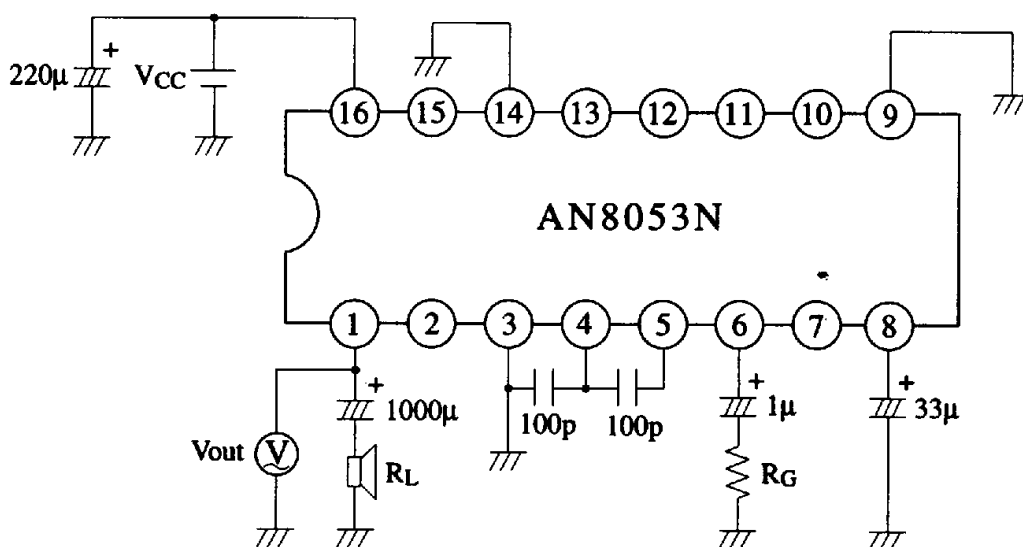 220μ
+
VCC
16 15 14 13 12 11 10 9
AN8053N
1 2 3 4 5 6 7 8
Vout
V
+
1000μ
RL
100p
100p
+
1μ
RG
+
33μ